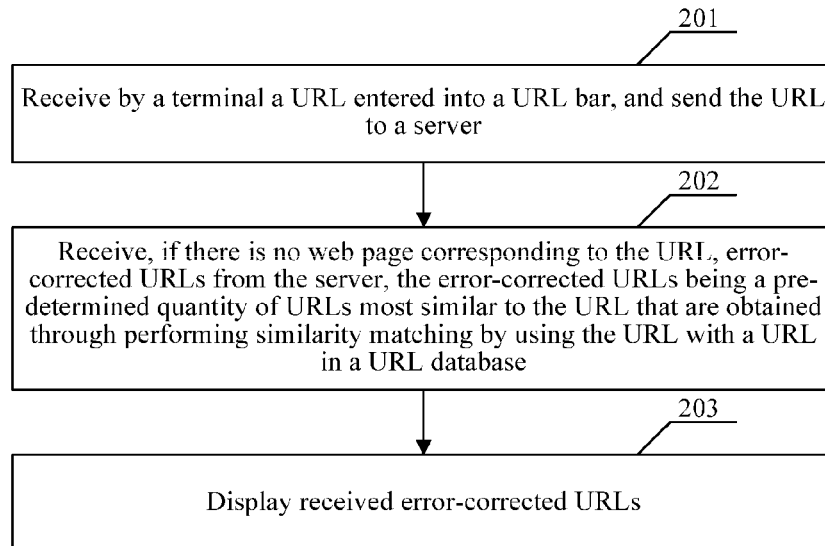 201
Receive by a terminal a URL entered into a URL bar, and send the URL
to a server
202
Receive, if there is no web page corresponding to the URL, error-
corrected URLs from the server, the error-corrected URLs being a pre-
determined quantity of URLs most similar to the URL that are obtained
through performing similarity matching by using the URL with a URL
in a URL database
203
Display received error-corrected URLs